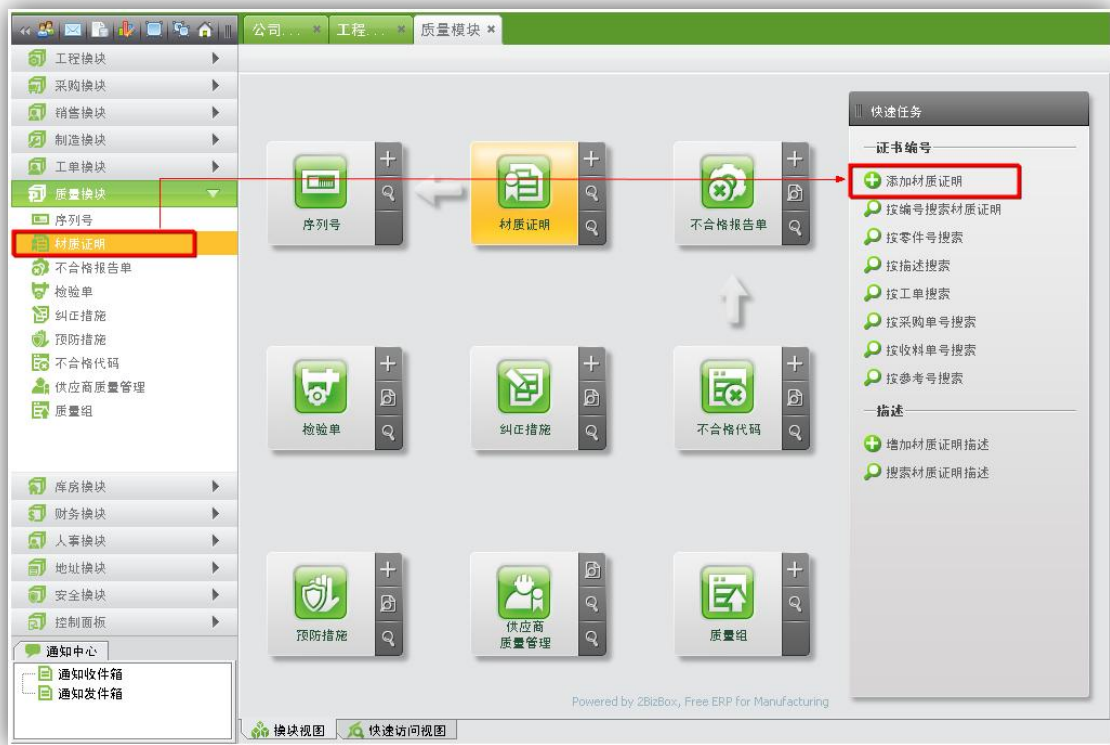 公司...
工程...
质量模块
工程模块
采购模块
销售模块
制造模块
工单模块
质量模块
序列号
材质证明
不合格报告单
检验单
纠正措施
预防措施
不合格代码
供应商质量管理
质量组
库房模块
财务模块
人事模块
地址模块
安全模块
控制面板
通知中心
通知收件箱
通知发件箱
序列号
材质证明
不合格报告单
检验单
纠正措施
不合格代码
预防措施
供应商
质量管理
质量组
快速任务
证书编号
添加材质证明
按编号搜索材质证明
按零件号搜索
按描述搜索
按工单搜索
按采购单号搜索
按收料单号搜索
按参考号搜索
描述
增加材质证明描述
搜索材质证明描述
Powered by 2BizBox, Free ERP for Manufacturing
模块视图
快速访问视图